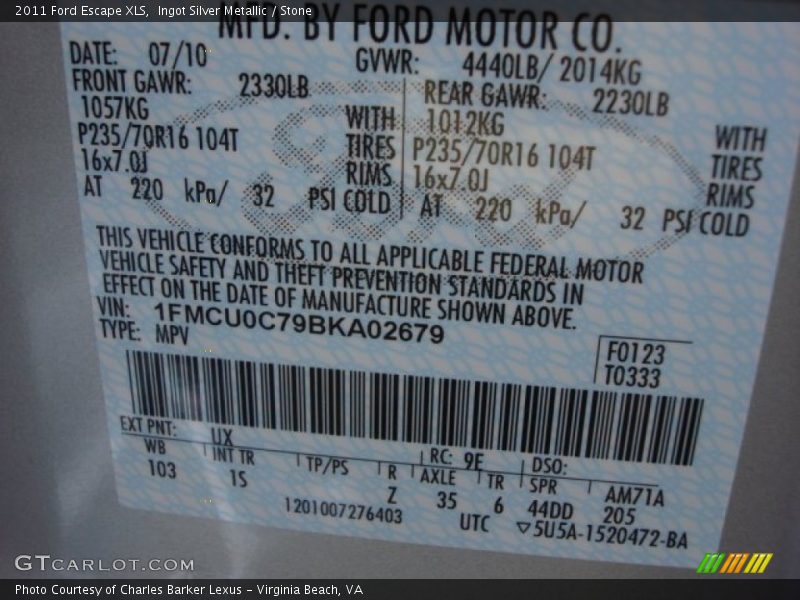 2011 Ford Escape XLS,  Ingot Silver Metallic / Stone
MFD. BY FORD MOTOR CO.
DATE: 07/10 GVWR: 4440LB/ 2014KG
FRONT GAWR: 2330LB REAR GAWR: 2230LB
1057KG WITH 1012KG WITH
P235/70R16 104T TIRES P235/70R16 104T TIRES
16x7.0J RIMS 16x7.0J RIMS
AT 220 kPa/ 32 PSI COLD AT 220 kPa/ 32 PSI COLD
THIS VEHICLE CONFORMS TO ALL APPLICABLE FEDERAL MOTOR
VEHICLE SAFETY AND THEFT PREVENTION STANDARDS IN
EFFECT ON THE DATE OF MANUFACTURE SHOWN ABOVE.
VIN: 1FMCU0C79BKA02679
TYPE: MPV
F0123
T0333
EXT PNT: UX RC: 9E DSO:
WB INT TR TP/PS R AXLE TR SPR AM71A
103 1S Z 35 6 44DD 205
1201007276403 UTC ▽5U5A-1520472-BA
GTCARLOT.COM
Photo Courtesy of Charles Barker Lexus - Virginia Beach, VA